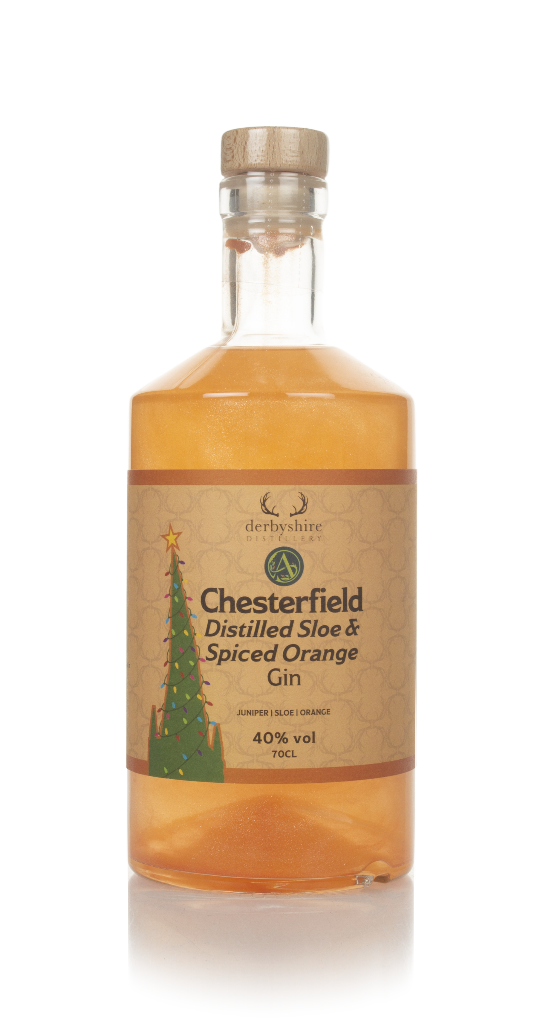 derbyshire
DISTILLERY
Chesterfield
Distilled Sloe &
Spiced Orange
Gin
JUNIPER | SLOE | ORANGE
40% vol
70CL